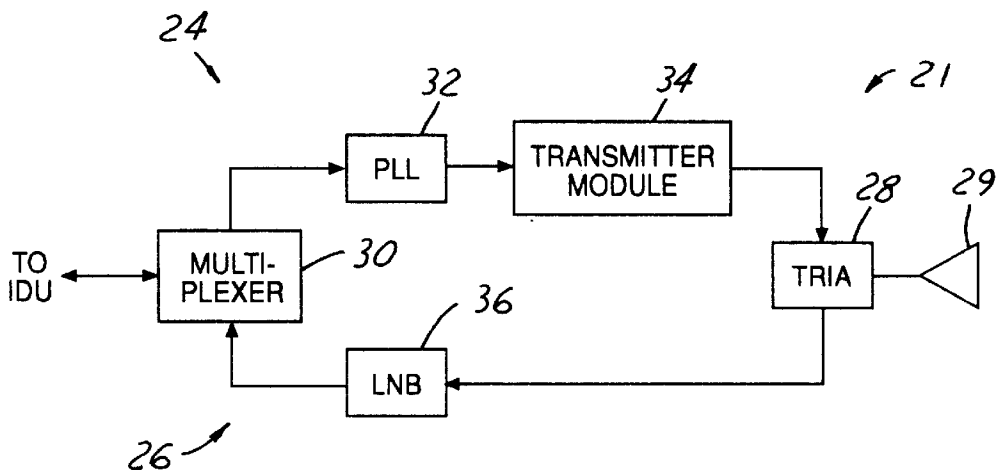 24
32
34
21
PLL
TRANSMITTER
MODULE
28
29
TO
IDU
MULTI-
PLEXER
30
TRIA
36
LNB
26